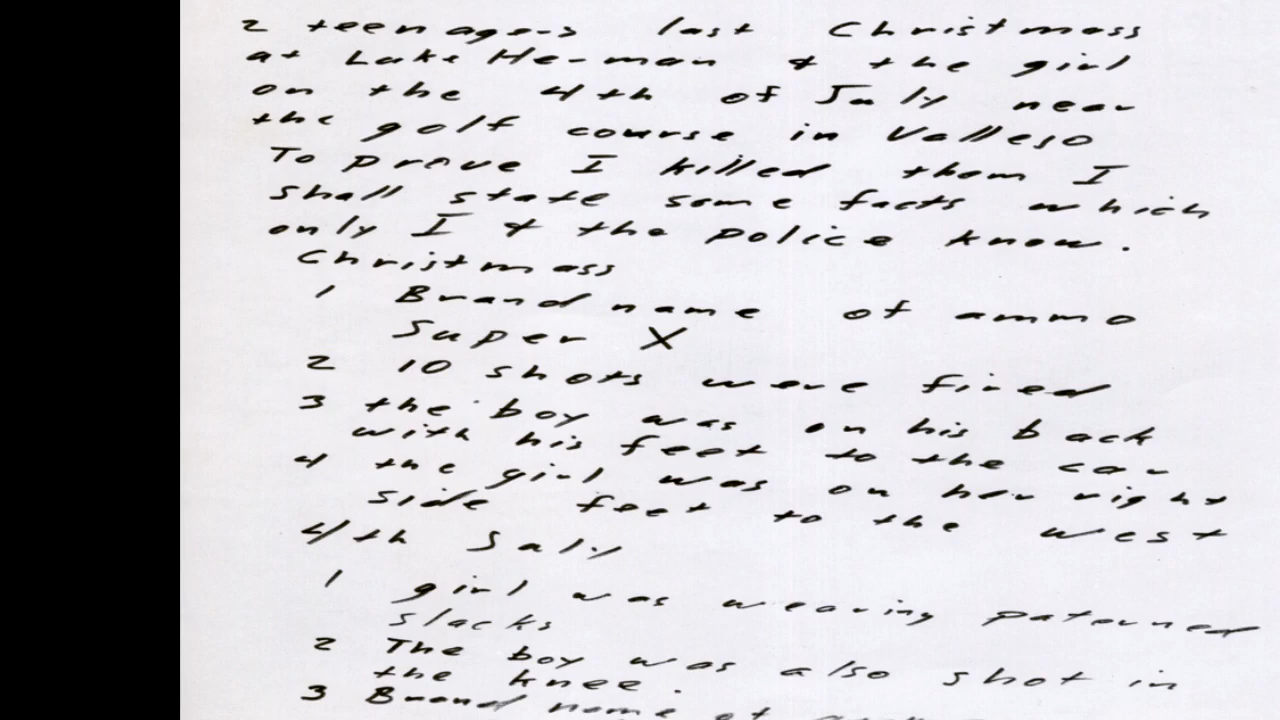 2 teenagers last Christmass
at Lake Herman & the girl
on the 4th of July near
the golf course in Vallejo
To prove I killed them I
shall state some facts which
only I & the police know.
Christmass
1 Brand name of ammo
Super X
2 10 shots were fired
3 the boy was on his back
with his feet to the car
4 the girl was on her right
side feet to the west
4th July
1 girl was wearing paterned
slacks
2 The boy was also shot in
the knee.
3 Brand name of